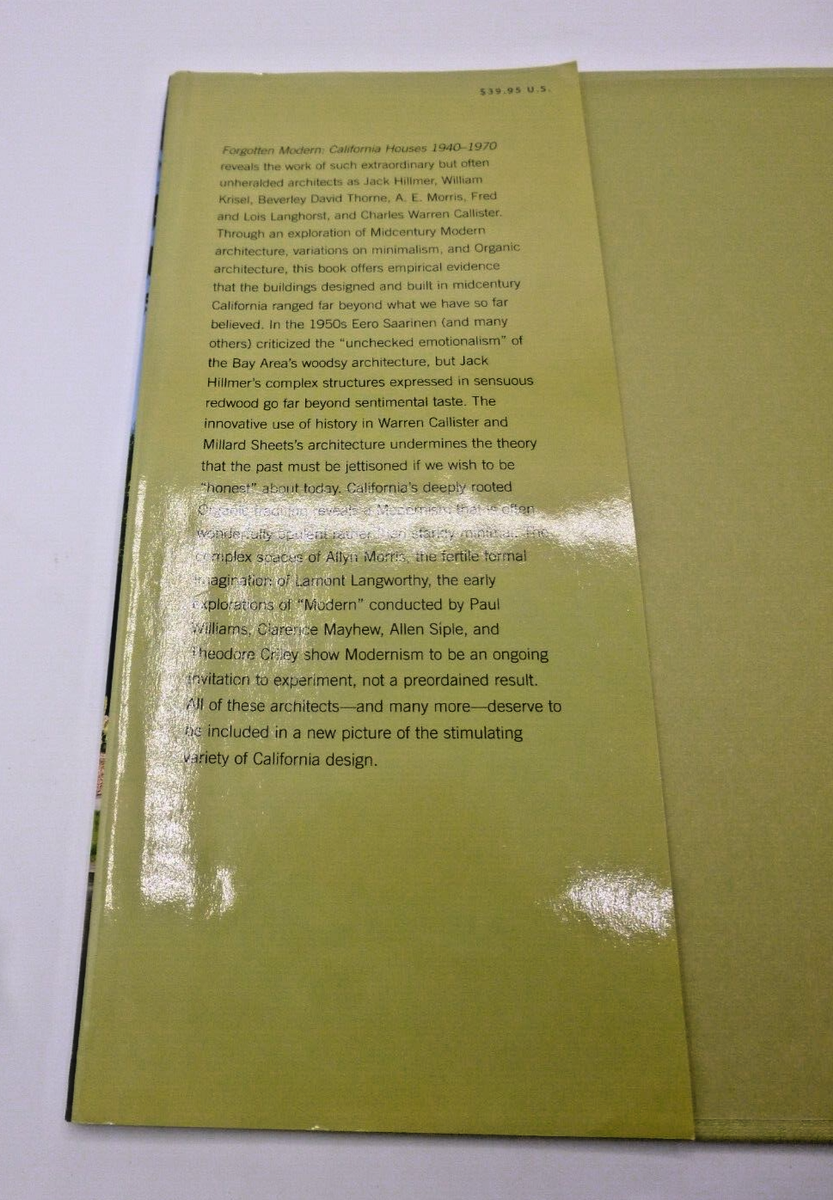 $39.95 U.S.
Forgotten Modern: California Houses 1940–1970
reveals the work of such extraordinary but often
unheralded architects as Jack Hillmer, William
Krisel, Beverley David Thorne, A. E. Morris, Fred
and Lois Langhorst, and Charles Warren Callister.
Through an exploration of Midcentury Modern
architecture, variations on minimalism, and Organic
architecture, this book offers empirical evidence
that the buildings designed and built in midcentury
California ranged far beyond what we have so far
believed. In the 1950s Eero Saarinen (and many
others) criticized the “unchecked emotionalism” of
the Bay Area’s woodsy architecture, but Jack
Hillmer’s complex structures expressed in sensuous
redwood go far beyond sentimental taste. The
innovative use of history in Warren Callister and
Millard Sheets’s architecture undermines the theory
that the past must be jettisoned if we wish to be
“honest” about today. California’s deeply rooted
Organic tradition reveals a Modernism that is often
wonderfully opulent rather than starkly minimal. The
complex spaces of Allyn Morris, the fertile formal
imagination of Lamont Langworthy, the early
explorations of “Modern” conducted by Paul
Williams, Clarence Mayhew, Allen Siple, and
Theodore Criley show Modernism to be an ongoing
invitation to experiment, not a preordained result.
All of these architects—and many more—deserve to
be included in a new picture of the stimulating
variety of California design.